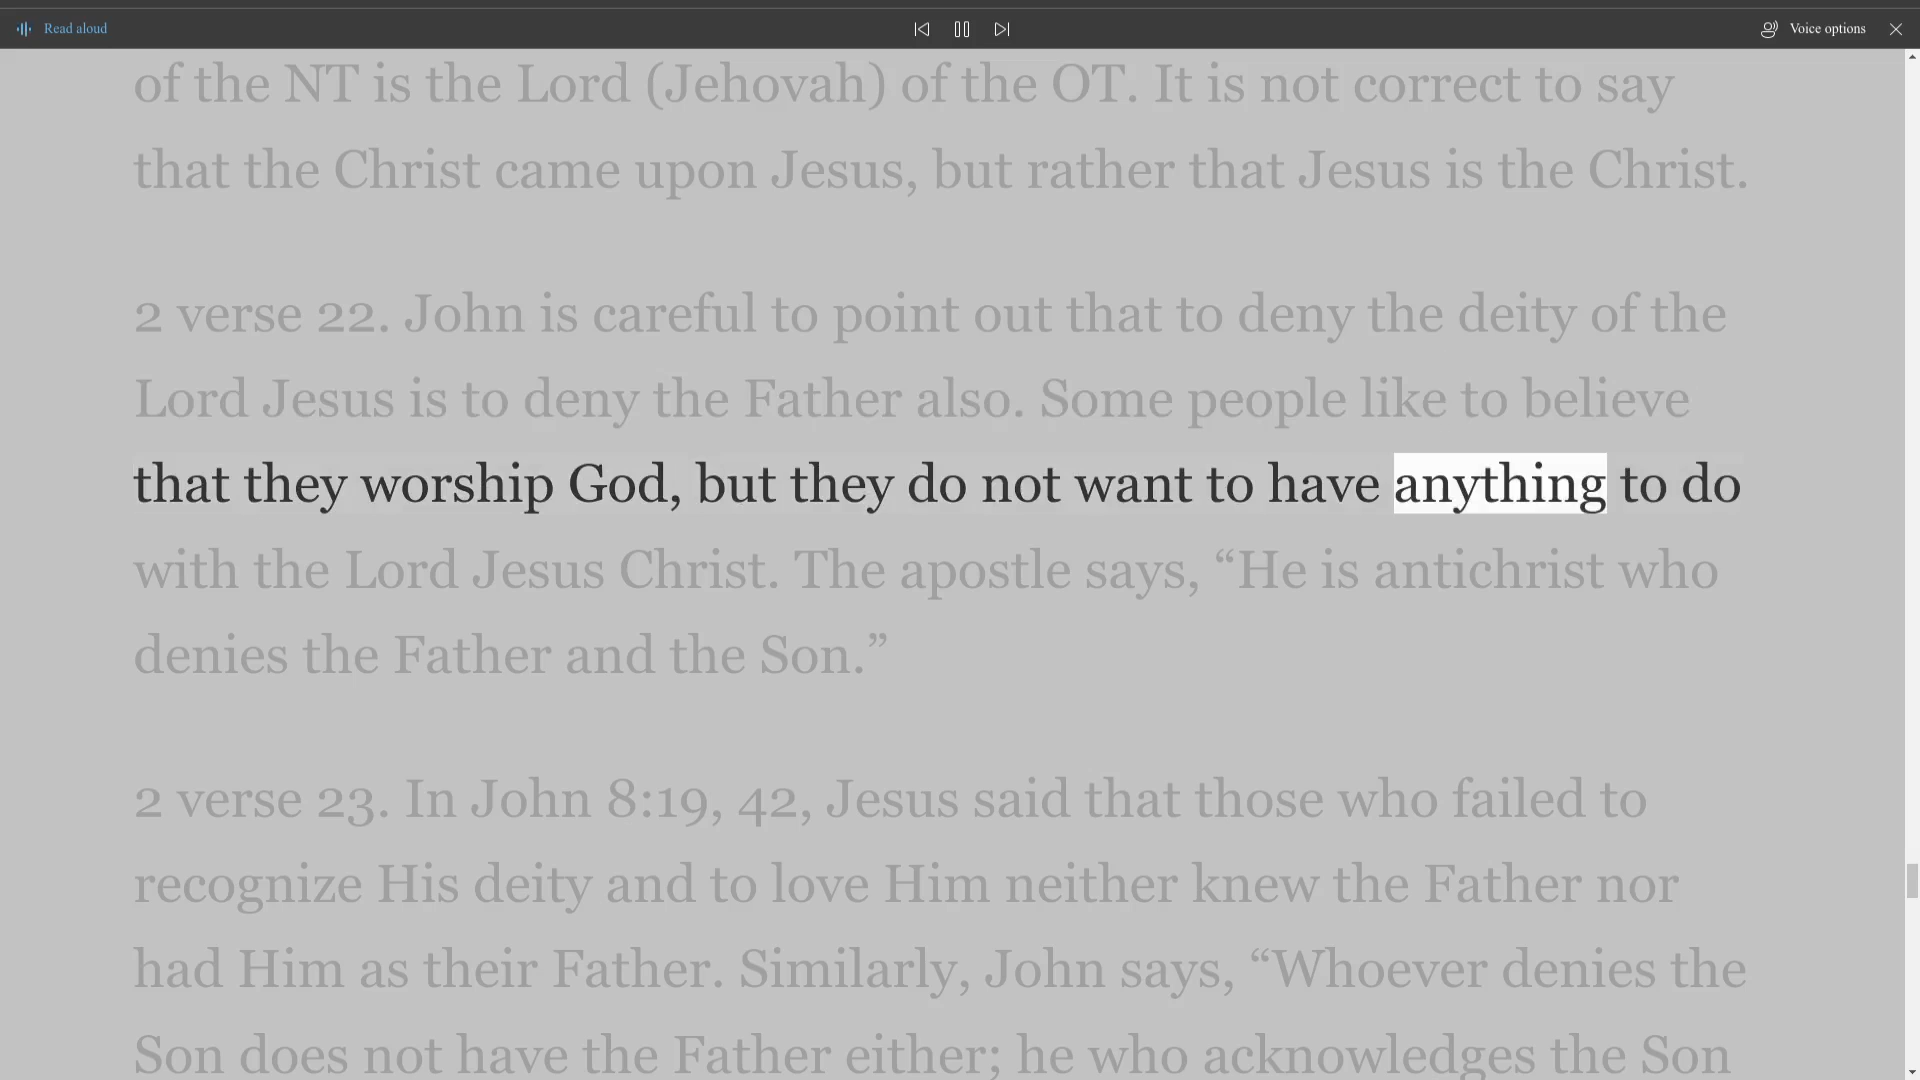 Read aloud
Voice options
of the NT is the Lord (Jehovah) of the OT. It is not correct to say
that the Christ came upon Jesus, but rather that Jesus is the Christ.
2 verse 22. John is careful to point out that to deny the deity of the
Lord Jesus is to deny the Father also. Some people like to believe
that they worship God, but they do not want to have anything to do
with the Lord Jesus Christ. The apostle says, “He is antichrist who
denies the Father and the Son.”
2 verse 23. In John 8:19, 42, Jesus said that those who failed to
recognize His deity and to love Him neither knew the Father nor
had Him as their Father. Similarly, John says, “Whoever denies the
Son does not have the Father either; he who acknowledges the Son